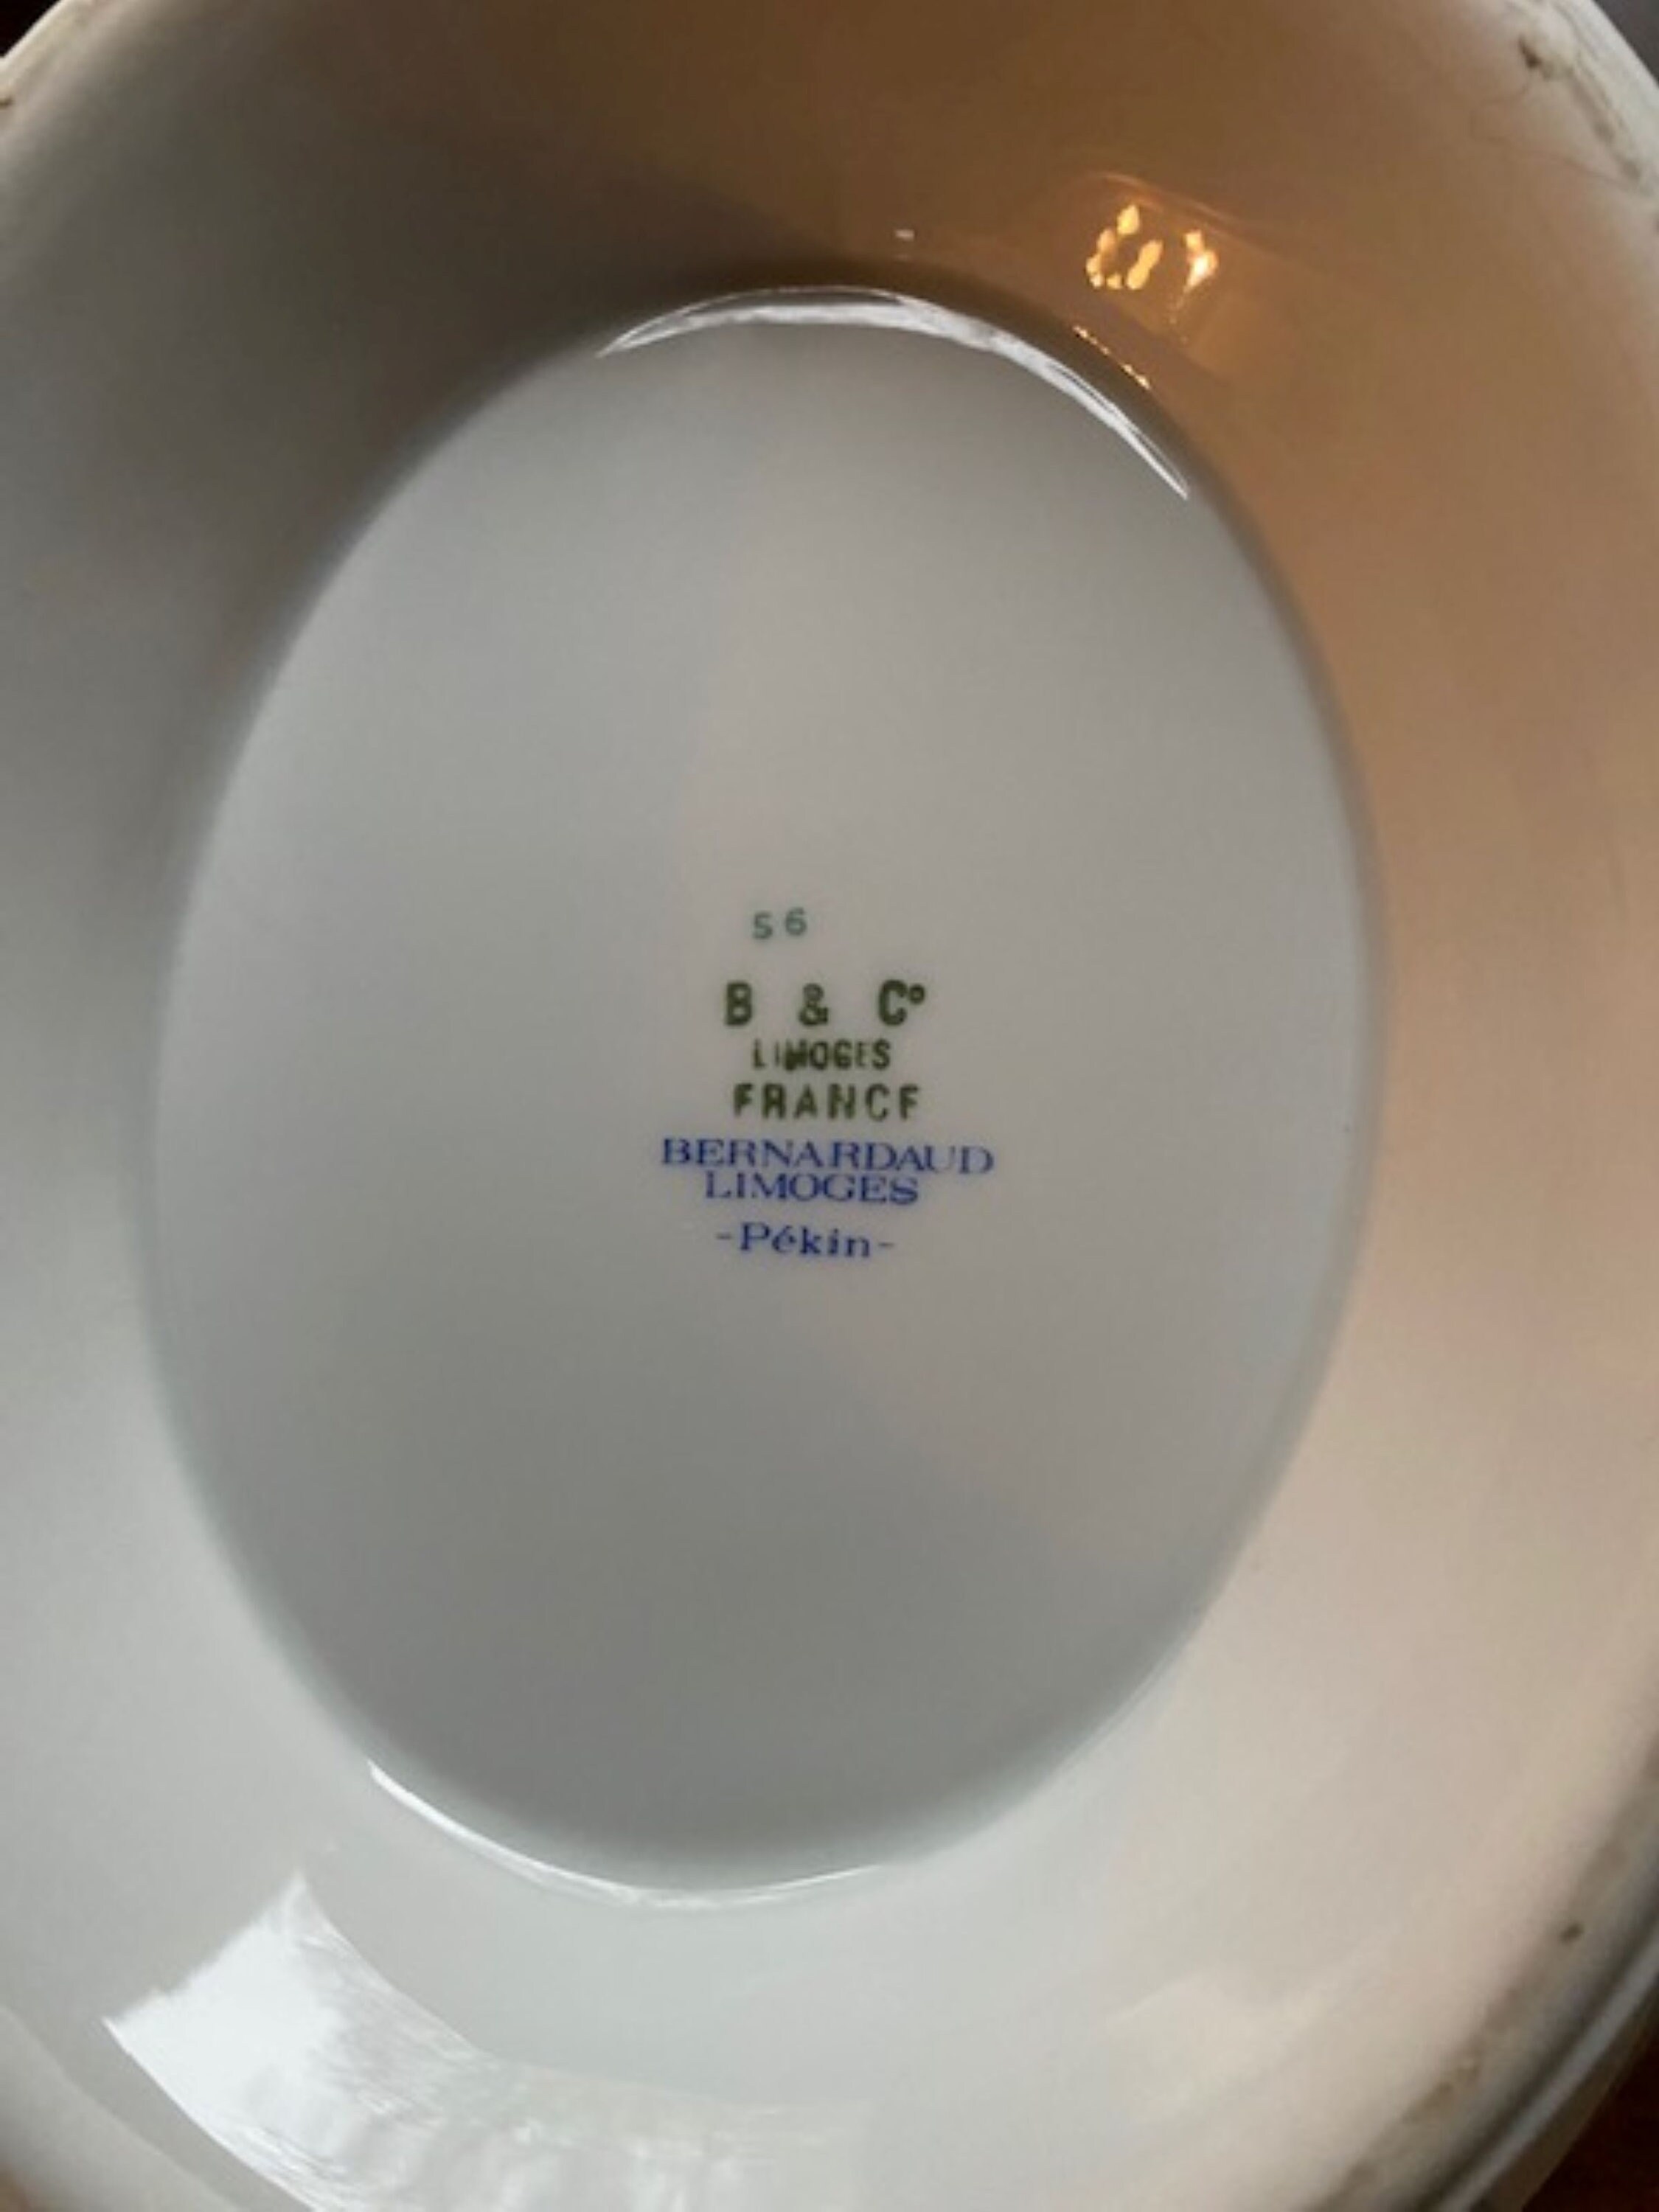 56
B & Cº
LIMOGES
FRANCE
BERNARDAUD
LIMOGES
-Pékin-